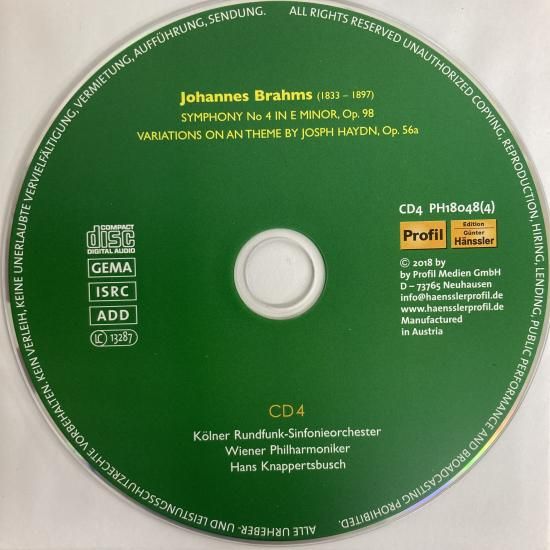 ALL RIGHTS RESERVED UNAUTHORIZED COPYING, REPRODUCTION, HIRING, LENDING, PUBLIC PERFORMANCE AND BROADCASTING PROHIBITED.
ALLE URHEBER- UND LEISTUNGSSCHUTZRECHTE VORBEHALTEN. KEIN VERLEIH, KEINE UNERLAUBTE VERVIELFÄLTIGUNG, VERMIETUNG, AUFFÜHRUNG, SENDUNG.
Johannes Brahms (1833 – 1897)
SYMPHONY No 4 IN E MINOR, Op. 98
VARIATIONS ON AN THEME BY JOSPH HAYDN, Op. 56a
COMPACT
disc
DIGITAL AUDIO
GEMA
ISRC
ADD
LC 13287
CD4 PH18048(4)
Profil
Edition
Günter
Hänssler
© 2018 by
by Profil Medien GmbH
D – 73765 Neuhausen
info@haensslerprofil.de
www.haensslerprofil.de
Manufactured
in Austria
CD 4
Kölner Rundfunk-Sinfonieorchester
Wiener Philharmoniker
Hans Knappertsbusch